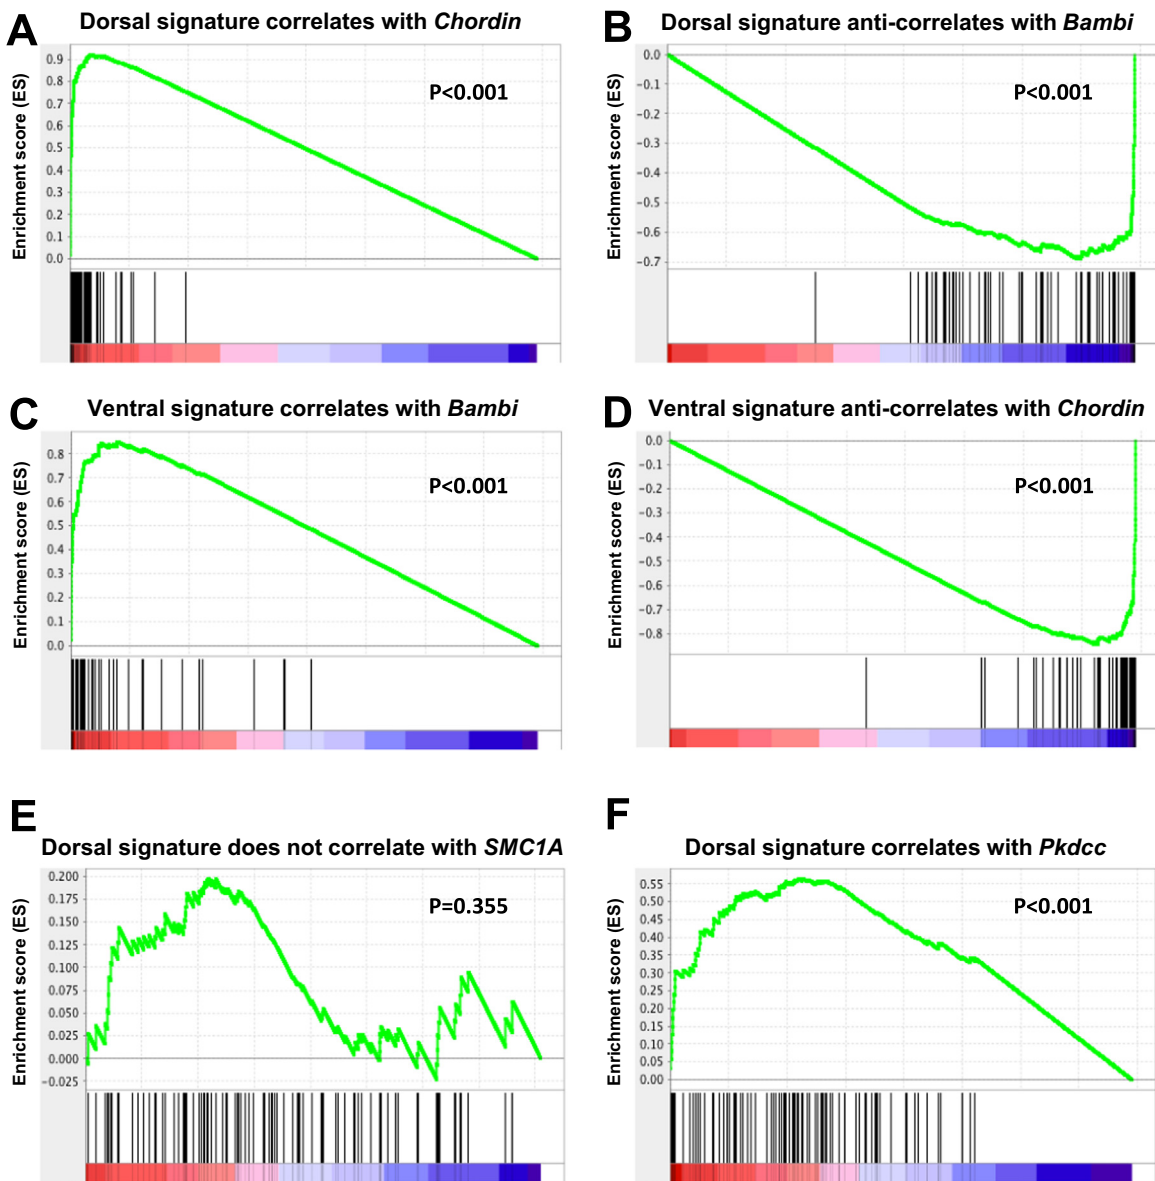 A
Dorsal signature correlates with Chordin
Enrichment score (ES)
0.9
0.8
0.7
0.6
0.5
0.4
0.3
0.2
0.1
0.0
P<0.001
B
Dorsal signature anti-correlates with Bambi
Enrichment score (ES)
0.0
-0.1
-0.2
-0.3
-0.4
-0.5
-0.6
-0.7
P<0.001
C
Ventral signature correlates with Bambi
Enrichment score (ES)
0.8
0.7
0.6
0.5
0.4
0.3
0.2
0.1
0.0
P<0.001
D
Ventral signature anti-correlates with Chordin
Enrichment score (ES)
0.0
-0.1
-0.2
-0.3
-0.4
-0.5
-0.6
-0.7
-0.8
P<0.001
E
Dorsal signature does not correlate with SMC1A
Enrichment score (ES)
0.200
0.175
0.150
0.125
0.100
0.075
0.050
0.025
0.000
-0.025
P=0.355
F
Dorsal signature correlates with Pkdcc
Enrichment score (ES)
0.55
0.50
0.45
0.40
0.35
0.30
0.25
0.20
0.15
0.10
0.05
0.00
P<0.001